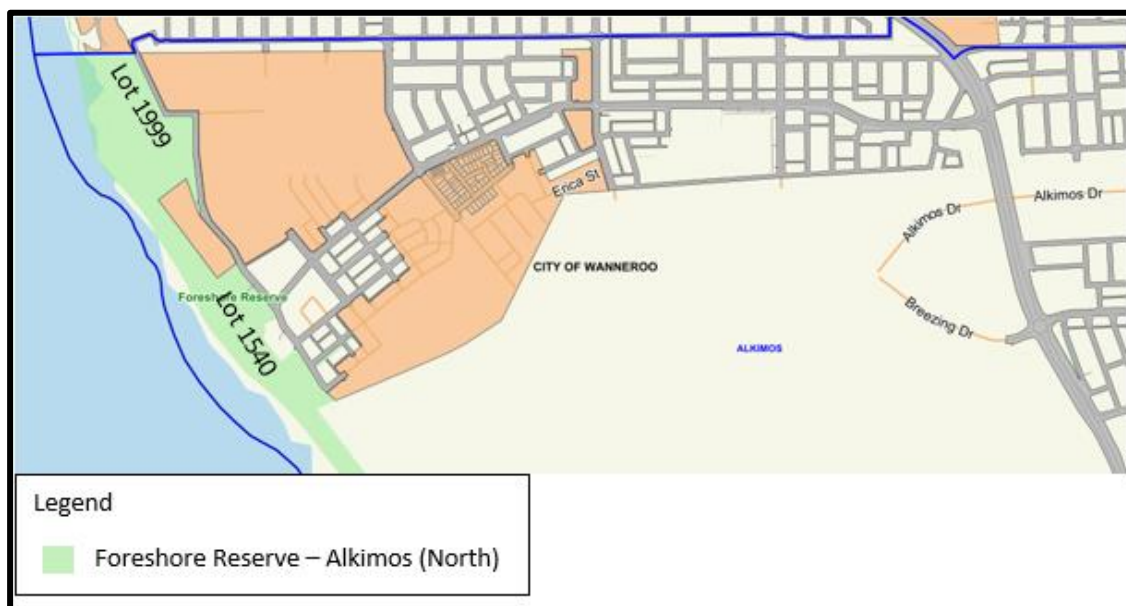 Lot 1999
Erica St
Alkimos Dr
Alkimos Dr
CITY OF WANNEROO
Foreshore Reserve
Lot 1540
Breezing Dr
ALKIMOS
Legend
Foreshore Reserve – Alkimos (North)